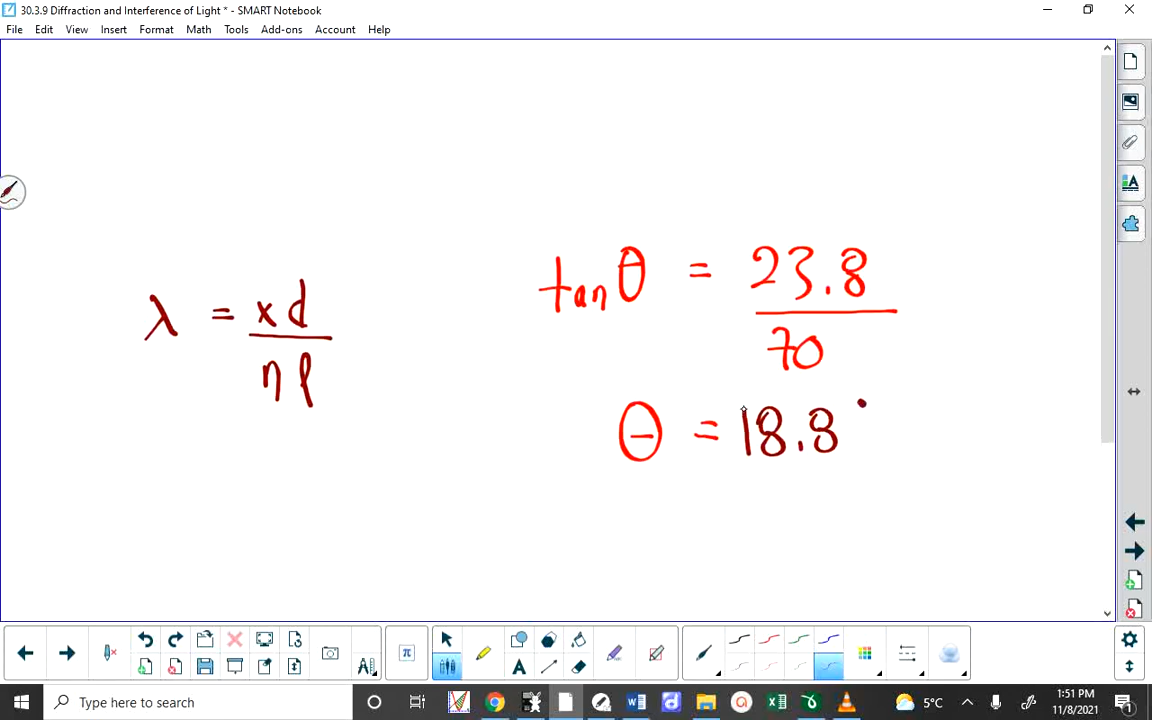 30.3.9 Diffraction and Interference of Light * - SMART Notebook
File Edit View Insert Format Math Tools Add-ons Account Help
tan θ = 23.8
70
λ = x d
n l
θ = 18.8°
π
A
Type here to search
5°C
1:51 PM
11/8/2021
1